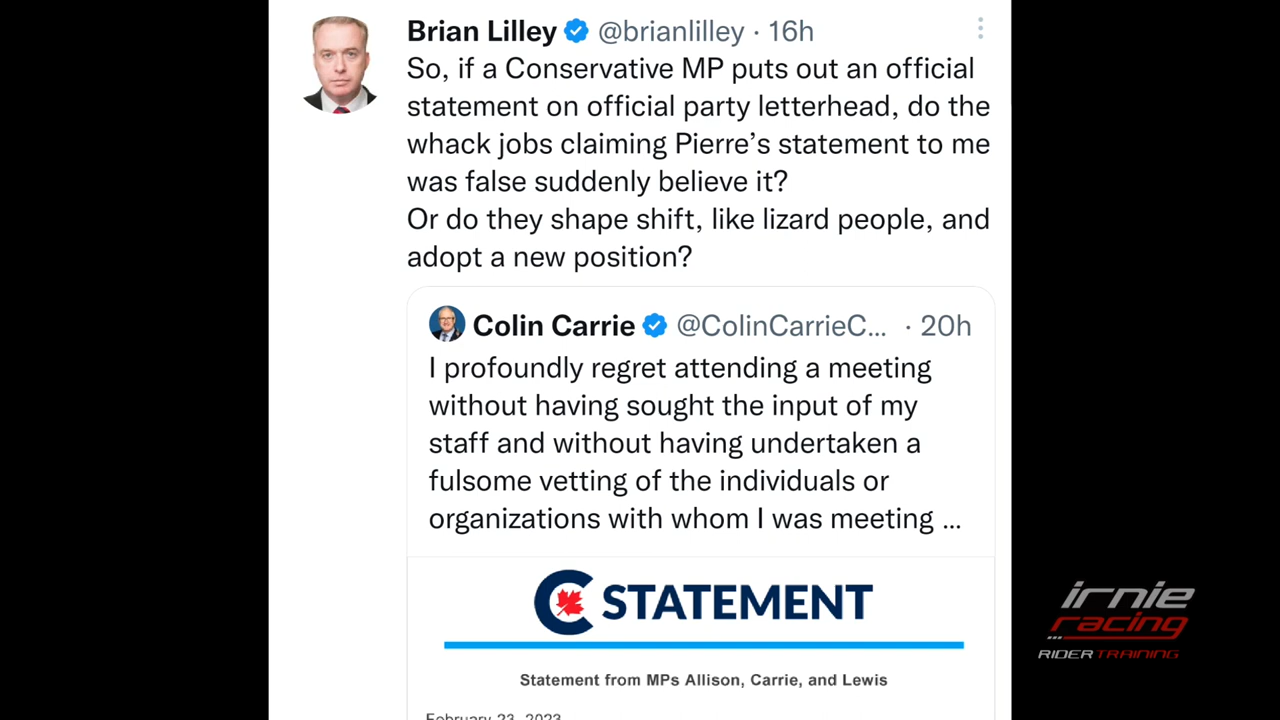 Brian Lilley @brianlilley · 16h
So, if a Conservative MP puts out an official
statement on official party letterhead, do the
whack jobs claiming Pierre’s statement to me
was false suddenly believe it?
Or do they shape shift, like lizard people, and
adopt a new position?
Colin Carrie @ColinCarrieC... · 20h
I profoundly regret attending a meeting
without having sought the input of my
staff and without having undertaken a
fulsome vetting of the individuals or
organizations with whom I was meeting ...
STATEMENT
Statement from MPs Allison, Carrie, and Lewis
February 23, 2023
irnie
...racing
RIDER TRAINING